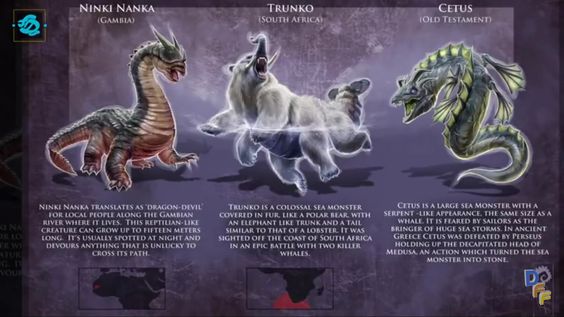 Ninki Nanka
(Gambia)
Ninki Nanka translates as 'dragon-devil'
for local people along the Gambian
river where it lives. This reptilian-like
creature can grow up to fifteen meters
long. It's usually spotted at night and
devours anything that is unlucky to
cross its path.
Trunko
(South Africa)
Trunko is a colossal sea monster
covered in fur, like a polar bear, with
an elephant like trunk and a tail
similar to that of a lobster. It was
sighted off the coast of South Africa
in an epic battle with two killer
whales.
Cetus
(Old Testament)
Cetus is a large sea monster with a
serpent -like appearance, the same size as a
whale. It is feared by sailors as the
bringer of huge sea storms. In ancient
Greece Cetus was defeated by Perseus
holding up the decapitated head of
Medusa, an action which turned the sea
monster into stone.